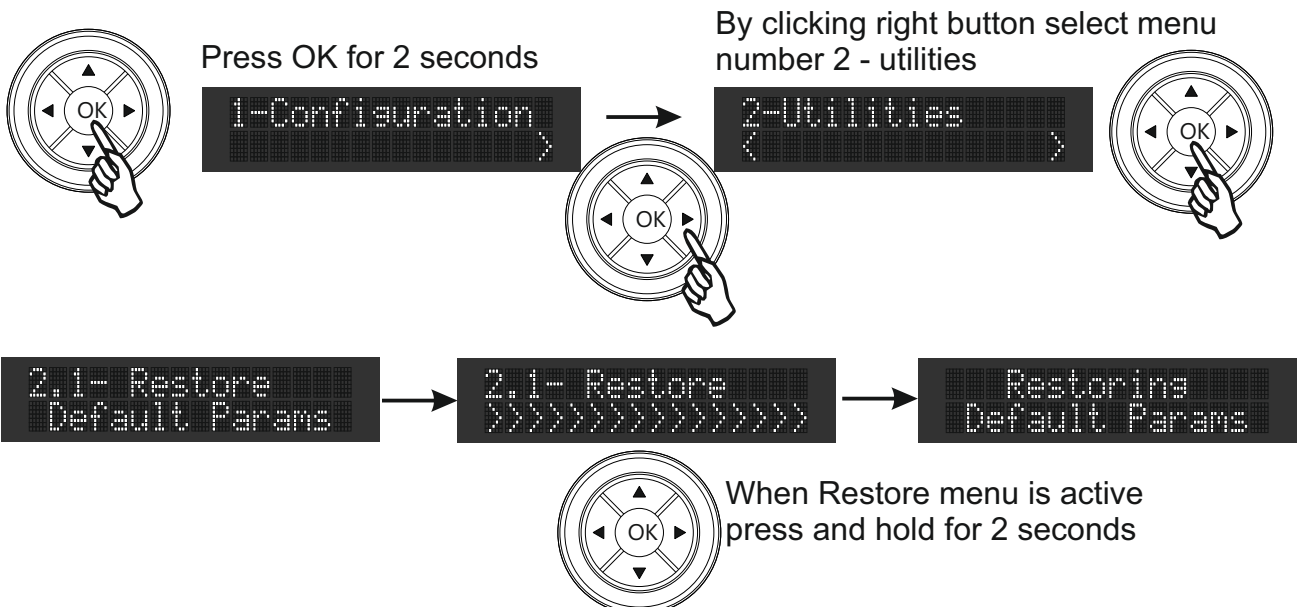 Press OK for 2 seconds
By clicking right button select menu
number 2 - utilities
OK
1-Configuration
>
2-Utilities
< >
OK
OK
2.1- Restore
Default Params
2.1- Restore
>>>>>>>>>>>>>>>>
Restoring
Default Params
When Restore menu is active
press and hold for 2 seconds
OK